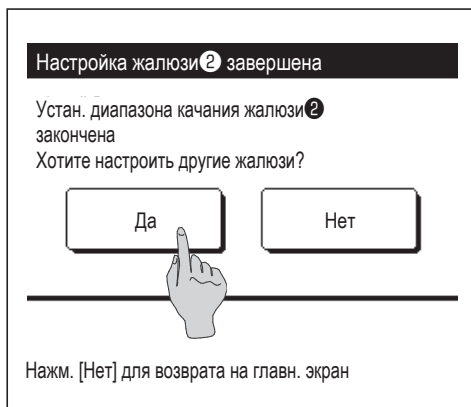 Настройка жалюзи❷ завершена
Устан. диапазона качания жалюзи❷
закончена
Хотите настроить другие жалюзи?
Да
Нет
Нажм. [Нет] для возврата на главн. экран